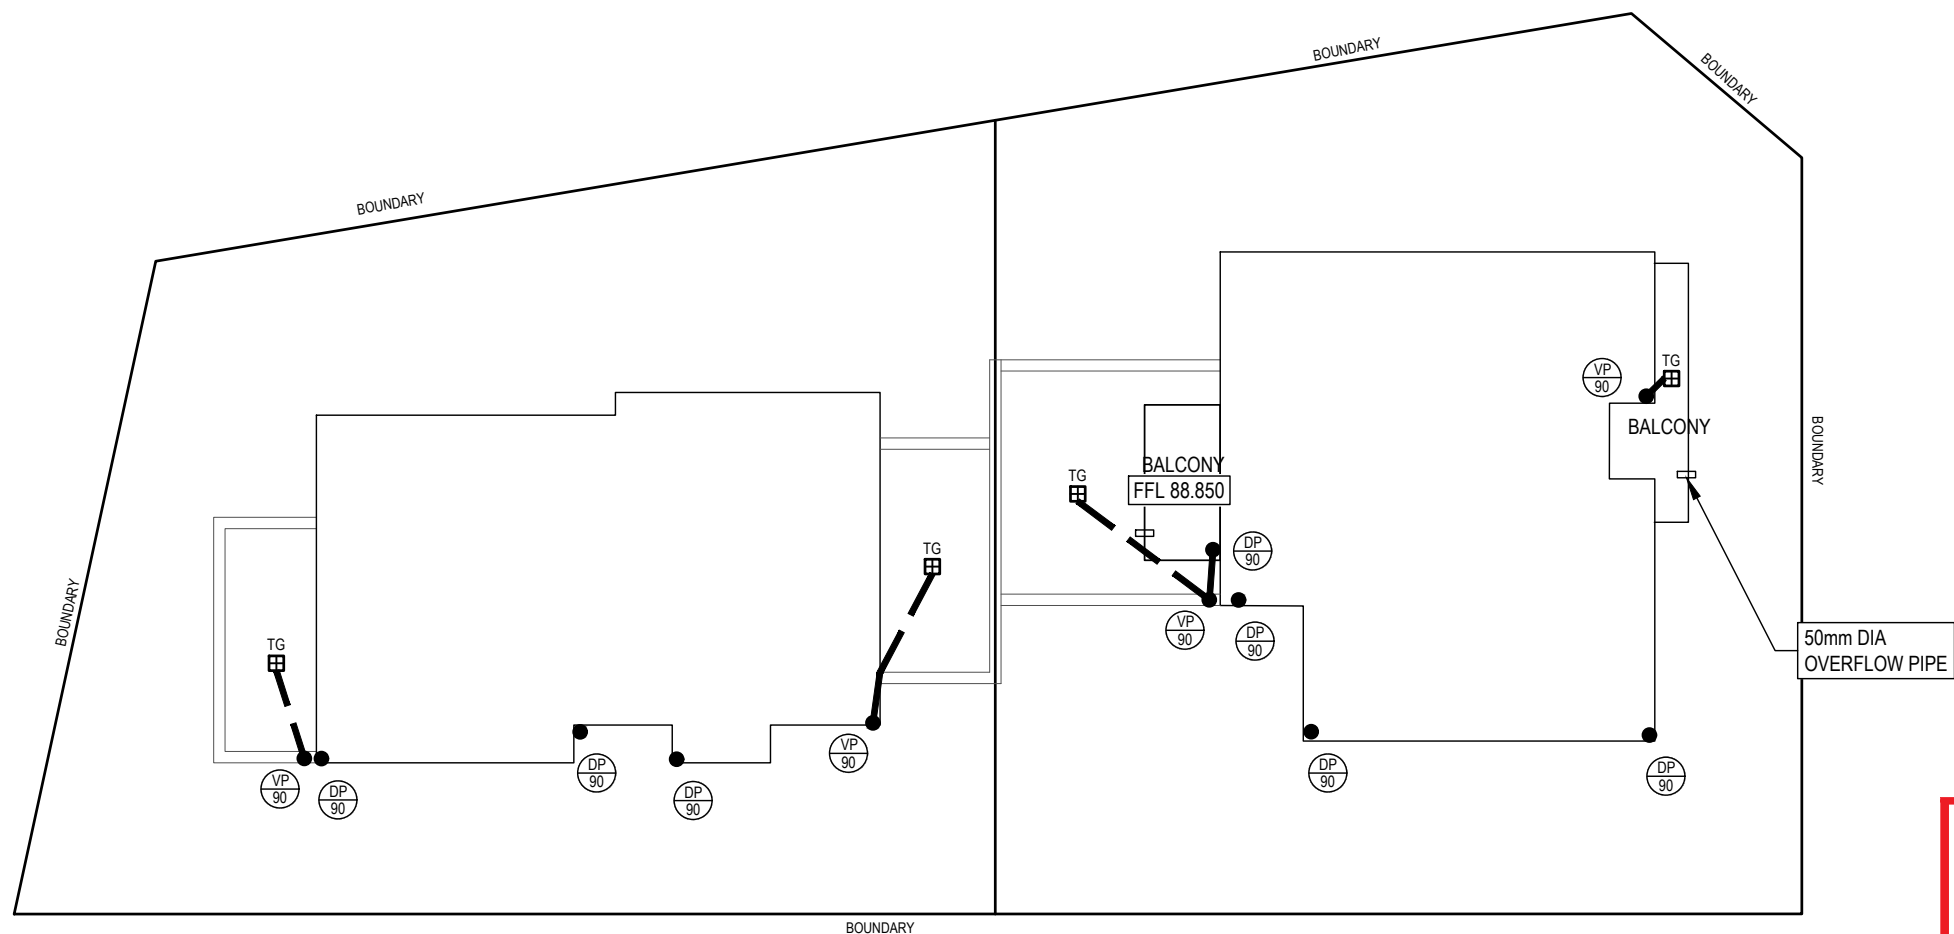 BOUNDARY
BOUNDARY
BOUNDARY
TG
VP
90
BALCONY
BOUNDARY
BALCONY
FFL 88.850
TG
DP
90
TG
BOUNDARY
VP
90
DP
90
50mm DIA
OVERFLOW PIPE
TG
VP
90
DP
90
DP
90
DP
90
VP
90
DP
90
DP
90
BOUNDARY